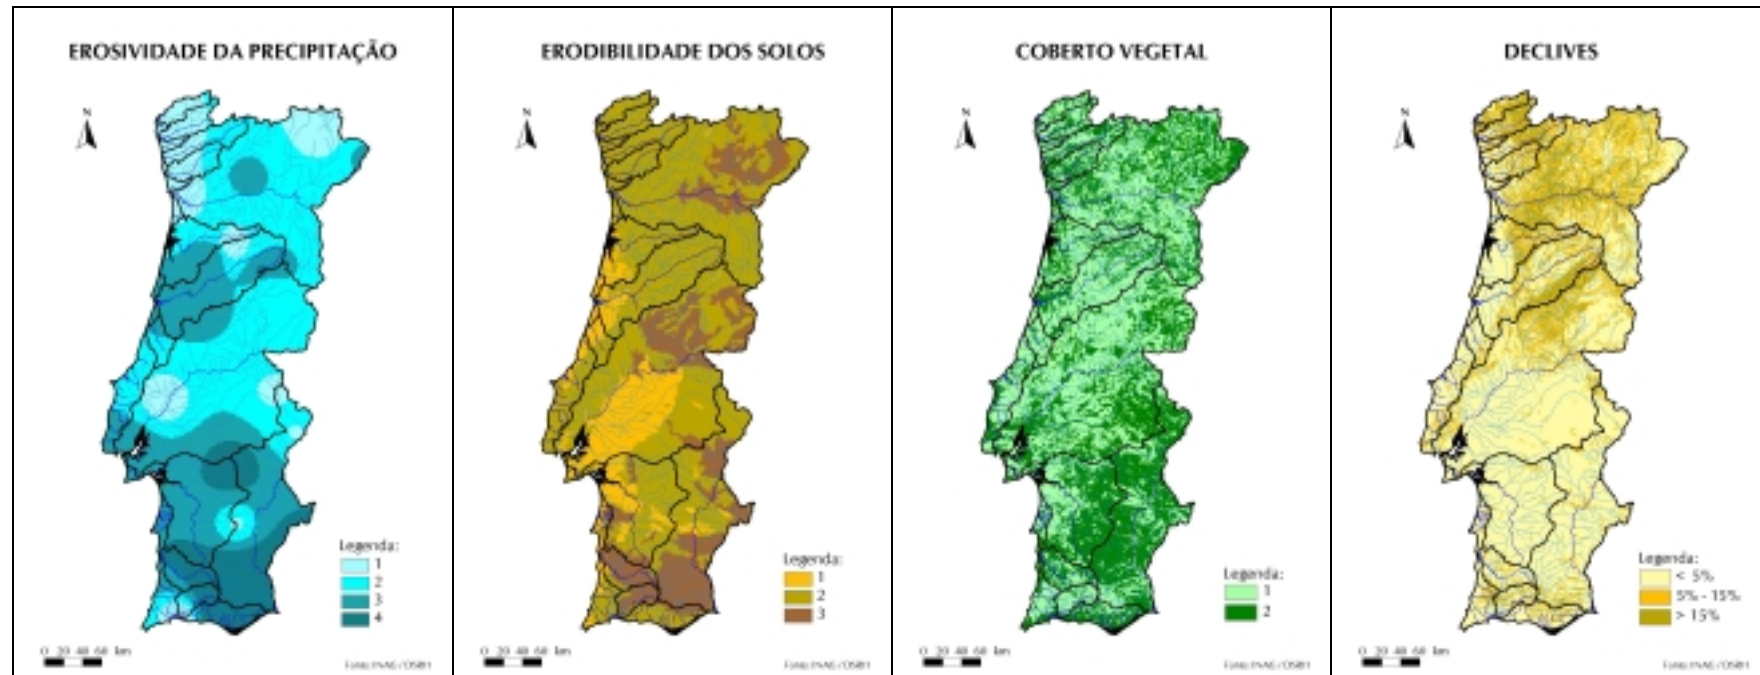 EROSIVIDADE DA PRECIPITAÇÃO
N
Legenda:
1
2
3
4
0 20 40 60 km
ERODIBILIDADE DOS SOLOS
N
Legenda:
1
2
3
0 20 40 60 km
COBERTO VEGETAL
N
Legenda:
1
2
0 20 40 60 km
DECLIVES
N
Legenda:
< 5%
5% - 15%
> 15%
0 20 40 60 km